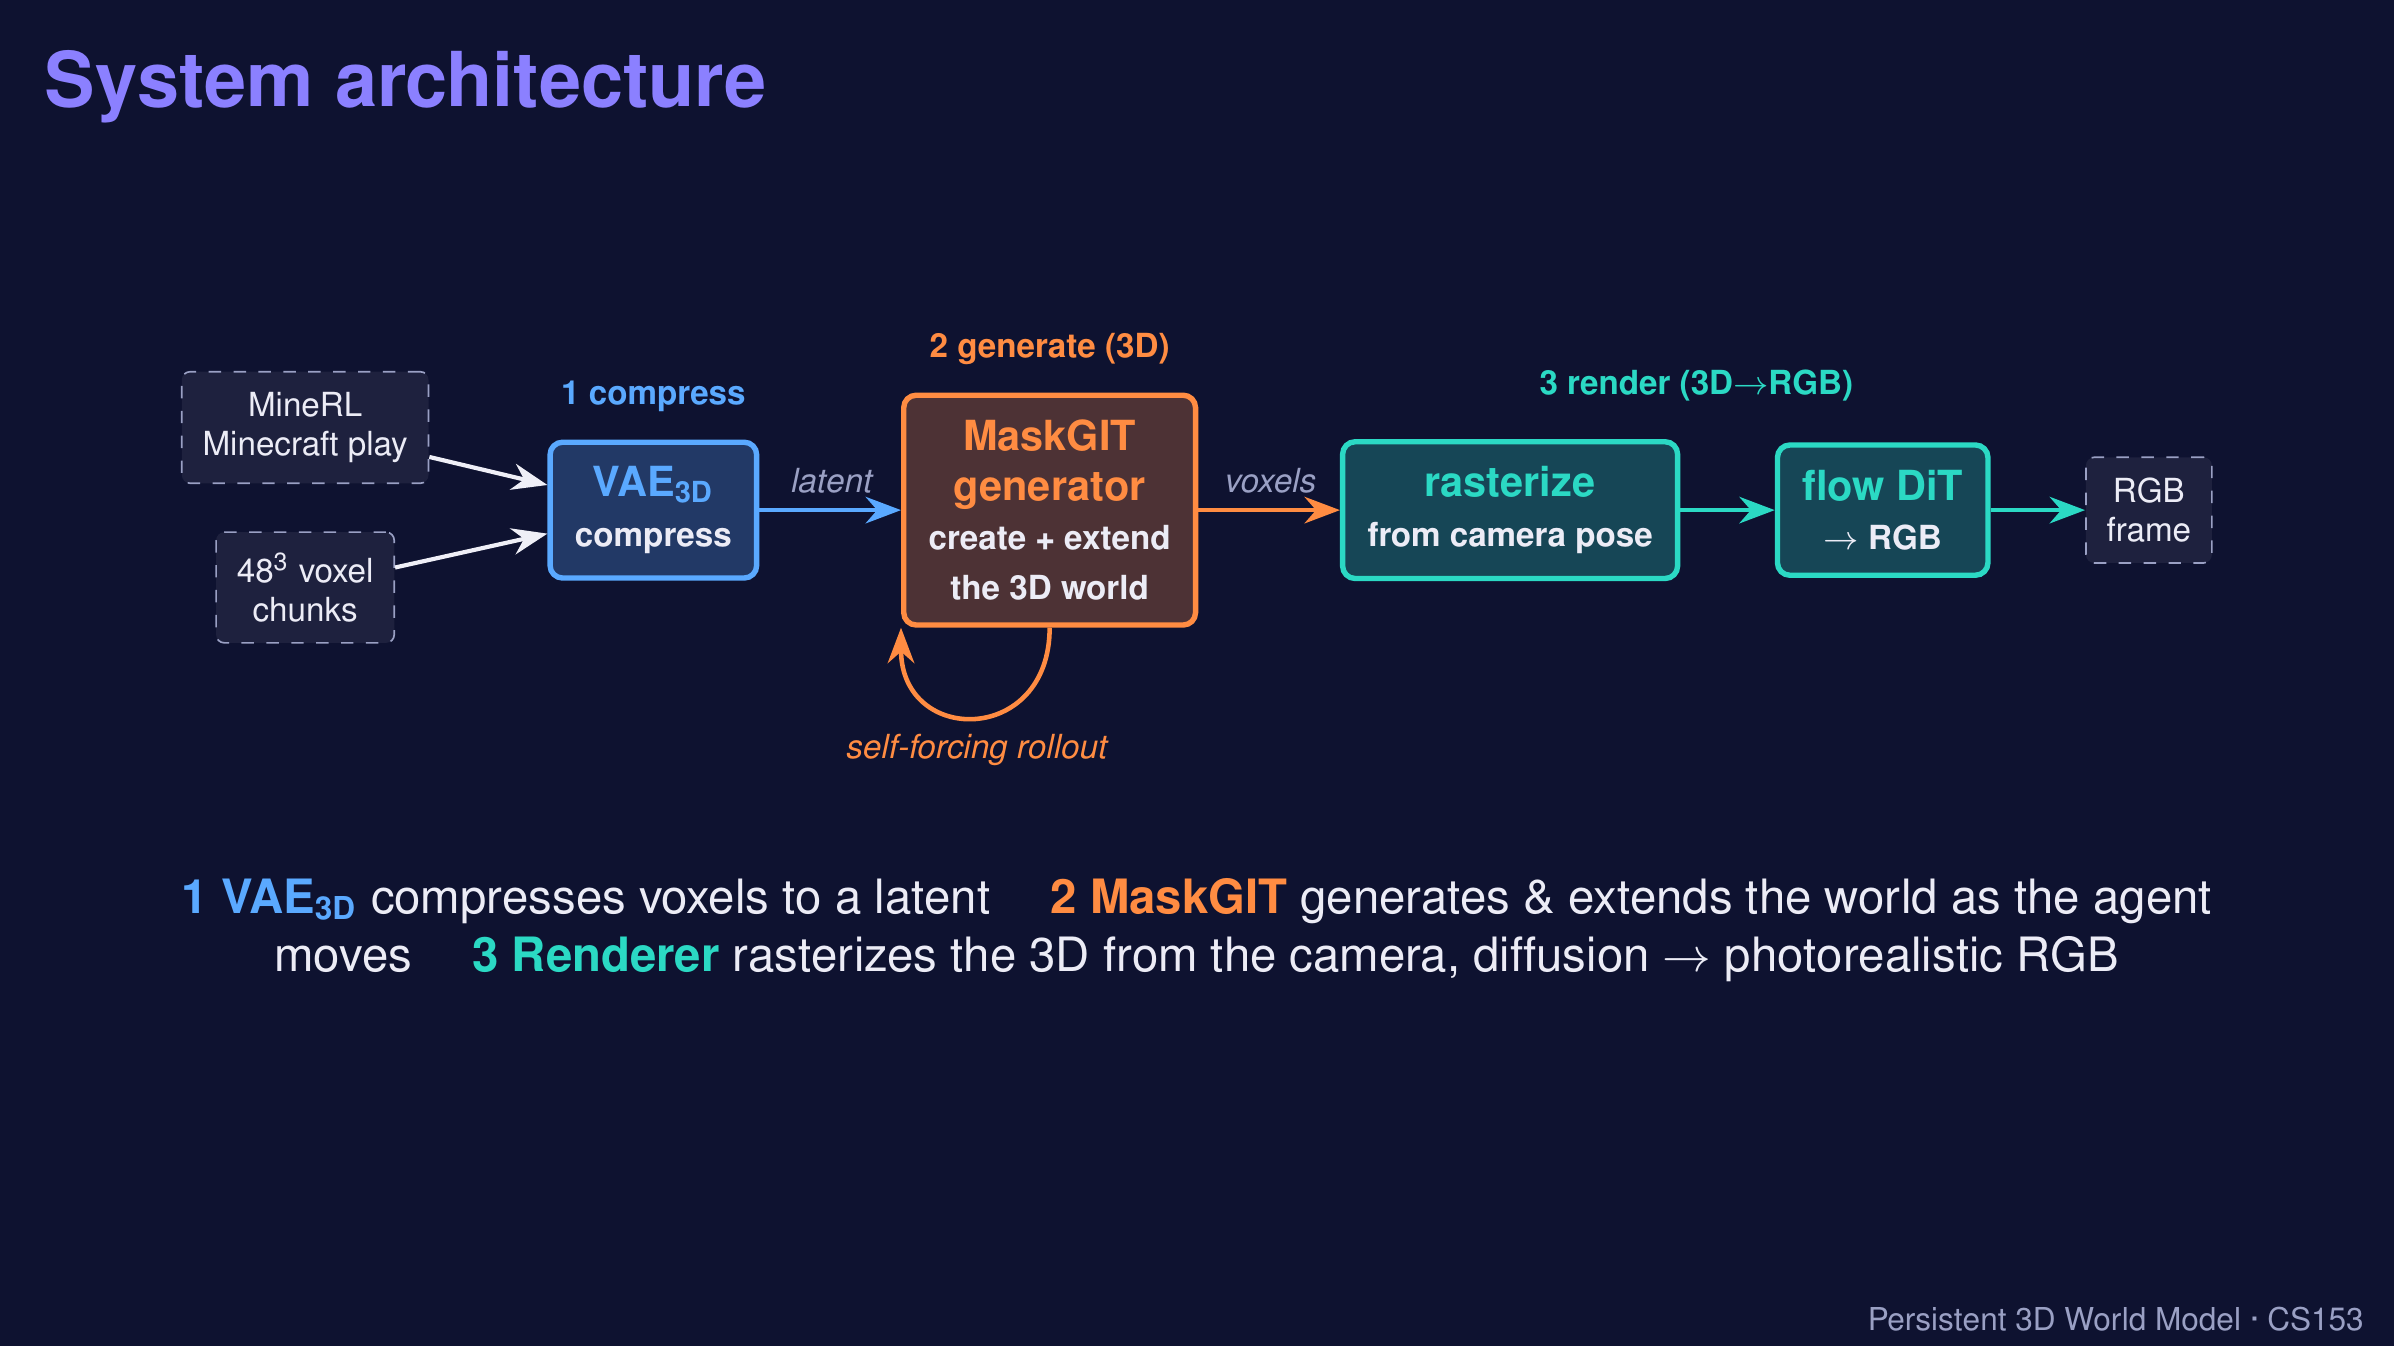 System architecture
MineRL
Minecraft play
48³ voxel
chunks
1 compress
VAE₃D
compress
latent
2 generate (3D)
MaskGIT
generator
create + extend
the 3D world
self-forcing rollout
voxels
3 render (3D→RGB)
rasterize
from camera pose
flow DiT
→ RGB
RGB
frame
1 VAE₃D compresses voxels to a latent 2 MaskGIT generates & extends the world as the agent
moves 3 Renderer rasterizes the 3D from the camera, diffusion → photorealistic RGB
Persistent 3D World Model · CS153